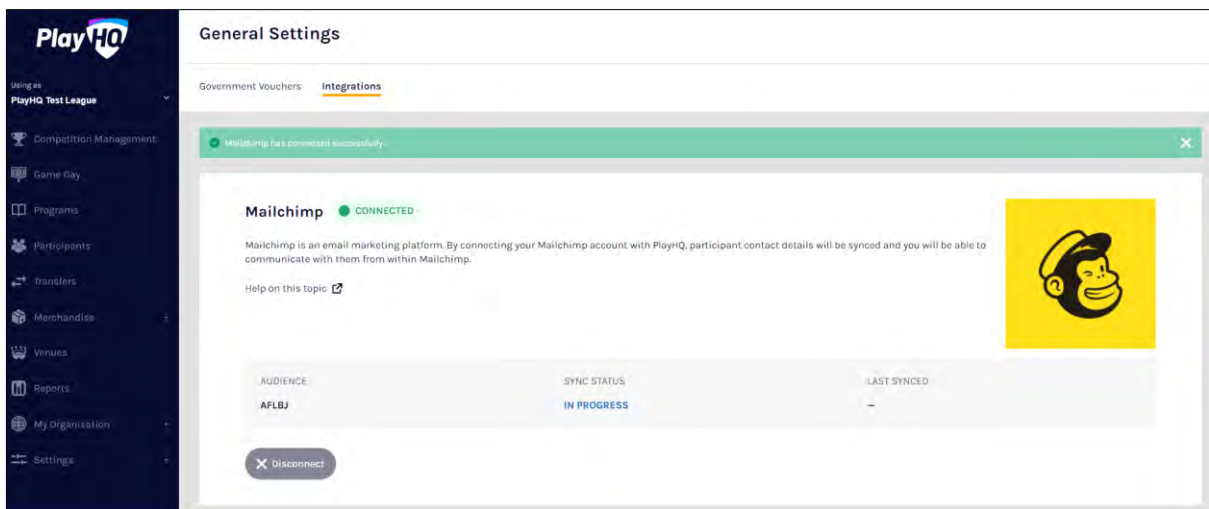 PlayHQ
Using as
PlayHQ Test League
Competition Management
Game Day
Programs
Participants
Transfers
Merchandise +
Venues
Reports
My Organisation +
Settings +
General Settings
Government Vouchers Integrations
Mailchimp has connected successfully
Mailchimp CONNECTED
Mailchimp is an email marketing platform. By connecting your Mailchimp account with PlayHQ, participant contact details will be synced and you will be able to
communicate with them from within Mailchimp.
Help on this topic
AUDIENCE SYNC STATUS LAST SYNCED
AFLBJ IN PROGRESS –
Disconnect